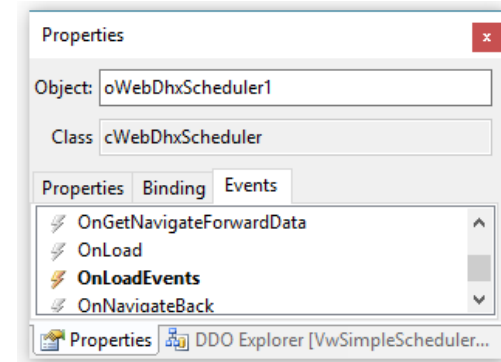 Properties
x
Object: oWebDhxScheduler1
Class cWebDhxScheduler
Properties Binding Events
OnGetNavigateForwardData
OnLoad
OnLoadEvents
OnNavigateBack
Properties DDO Explorer [VwSimpleScheduler...